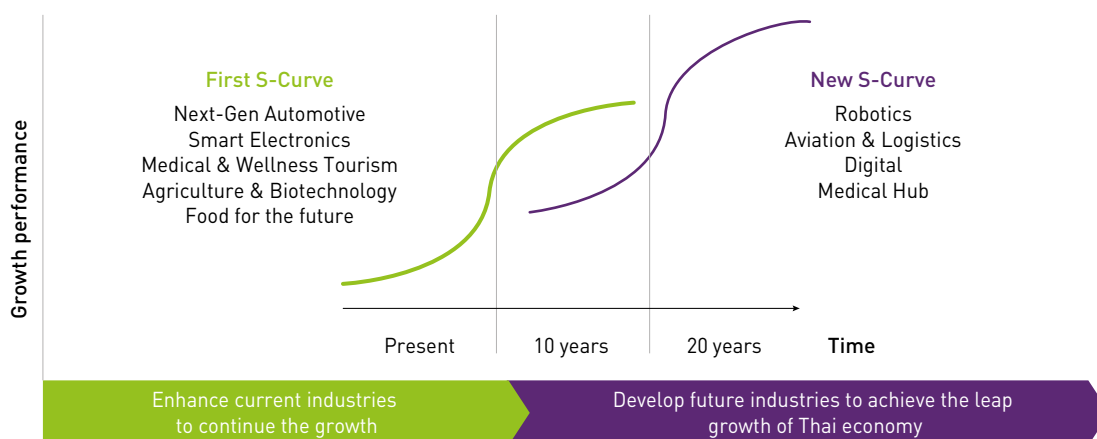 First S-Curve
Next-Gen Automotive
Smart Electronics
Medical & Wellness Tourism
Agriculture & Biotechnology
Food for the future
New S-Curve
Robotics
Aviation & Logistics
Digital
Medical Hub
Growth performance
Present
10 years
20 years
Time
Enhance current industries
to continue the growth
Develop future industries to achieve the leap
growth of Thai economy